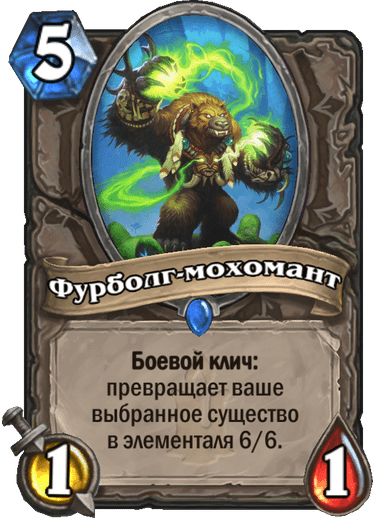 5
Фурболг-мохомант
Боевой клич:
превращает ваше
выбранное существо
в элементаля 6/6.
1
1